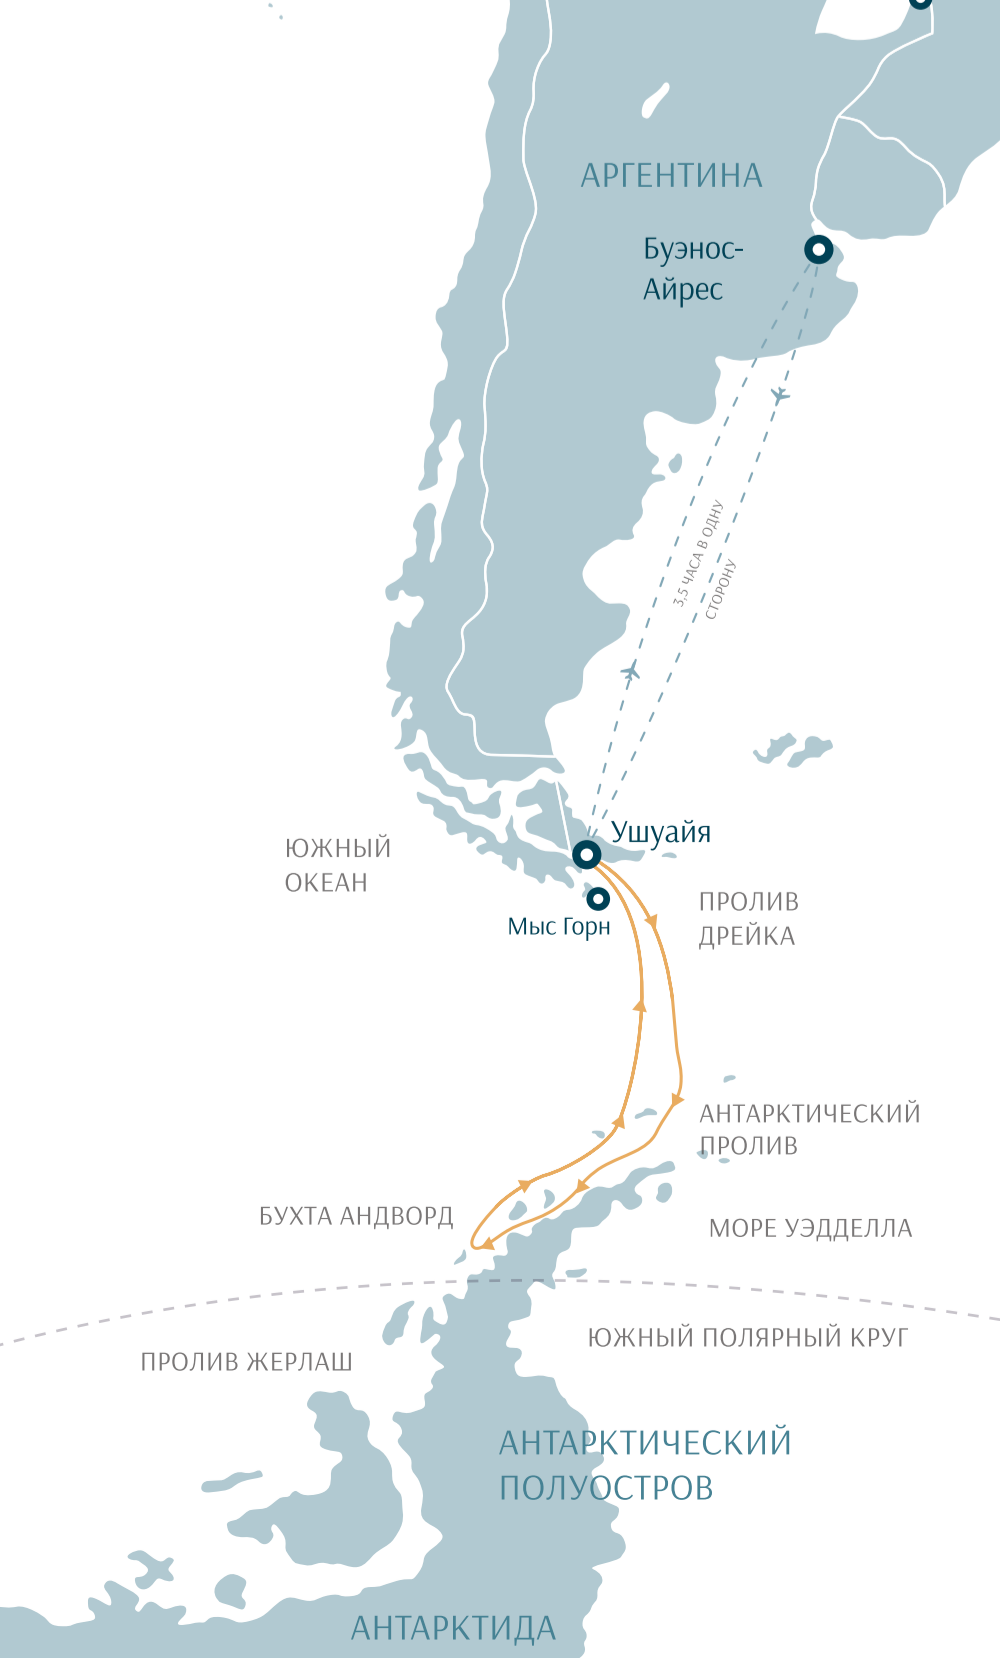 АРГЕНТИНА
Буэнос-
Айрес
3,5 ЧАСА В ОДНУ
СТОРОНУ
Ушуайя
ЮЖНЫЙ
ОКЕАН
Мыс Горн
ПРОЛИВ
ДРЕЙКА
АНТАРКТИЧЕСКИЙ
ПРОЛИВ
БУХТА АНДВОРД
МОРЕ УЭДДЕЛЛА
ЮЖНЫЙ ПОЛЯРНЫЙ КРУГ
ПРОЛИВ ЖЕРЛАШ
АНТАРКТИЧЕСКИЙ
ПОЛУОСТРОВ
АНТАРКТИДА